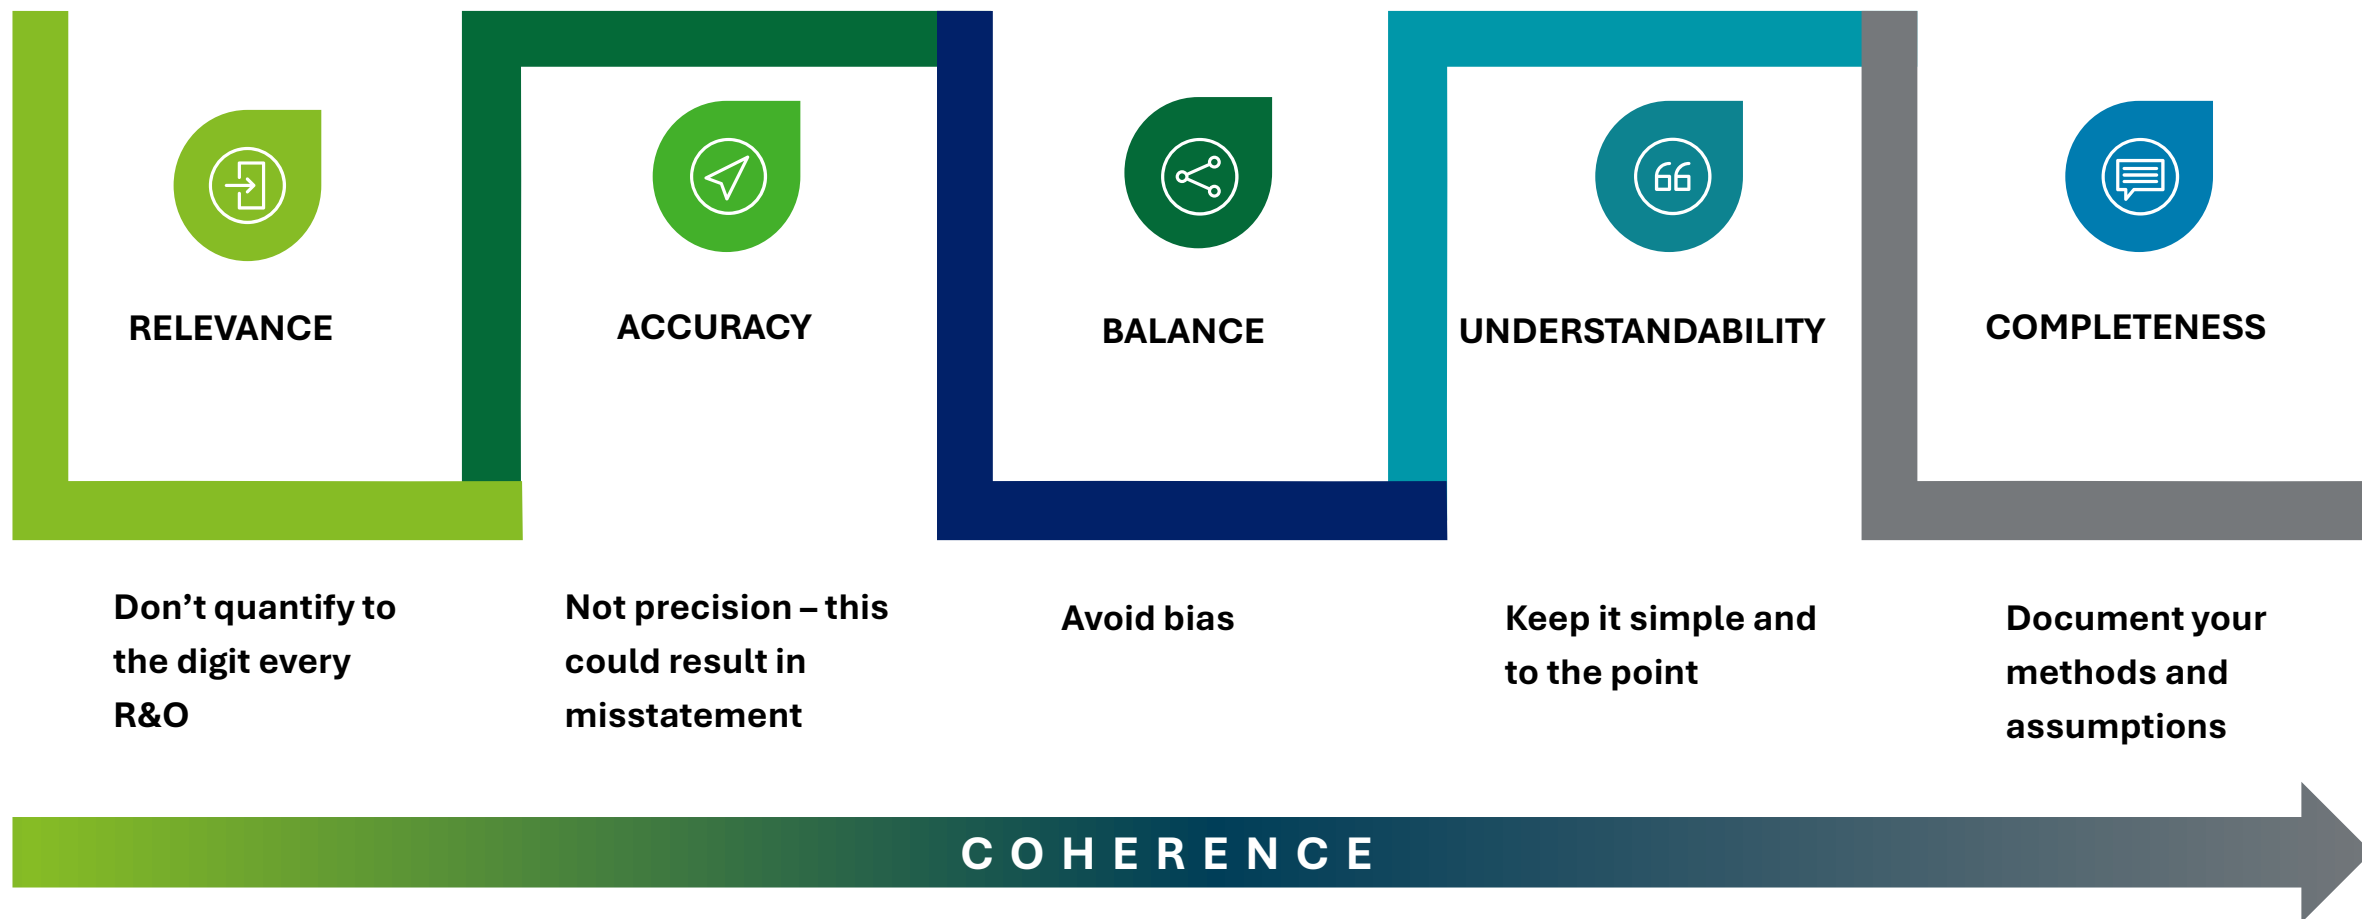 RELEVANCE
ACCURACY
BALANCE
UNDERSTANDABILITY
COMPLETENESS
Don’t quantify to
the digit every
R&O
Not precision – this
could result in
misstatement
Avoid bias
Keep it simple and
to the point
Document your
methods and
assumptions
COHERENCE